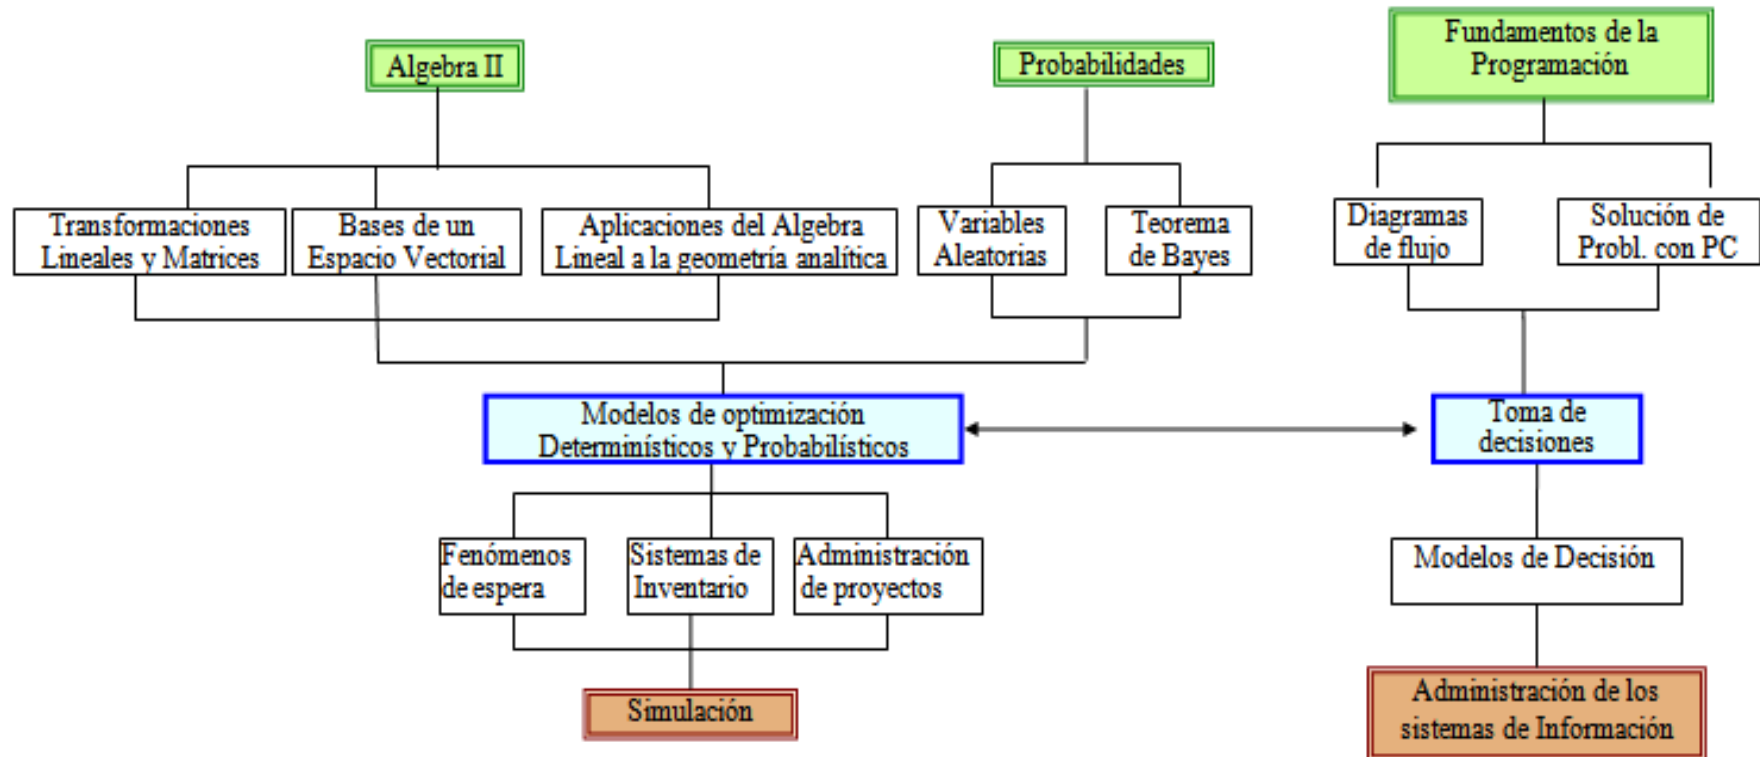 Algebra II
Probabilidades
Fundamentos de la
Programación
Transformaciones
Lineales y Matrices
Bases de un
Espacio Vectorial
Aplicaciones del Algebra
Lineal a la geometría analítica
Variables
Aleatorias
Teorema
de Bayes
Diagramas
de flujo
Solución de
Probl. con PC
Modelos de optimización
Determinísticos y Probabilísticos
Toma de
decisiones
Fenómenos
de espera
Sistemas de
Inventario
Administración
de proyectos
Modelos de Decisión
Simulación
Administración de los
sistemas de Información